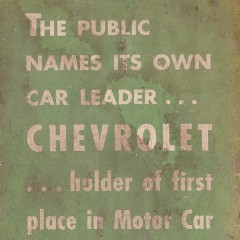 THE PUBLIC
NAMES ITS OWN
CAR LEADER ...
CHEVROLET
... holder of first
place in Motor Car